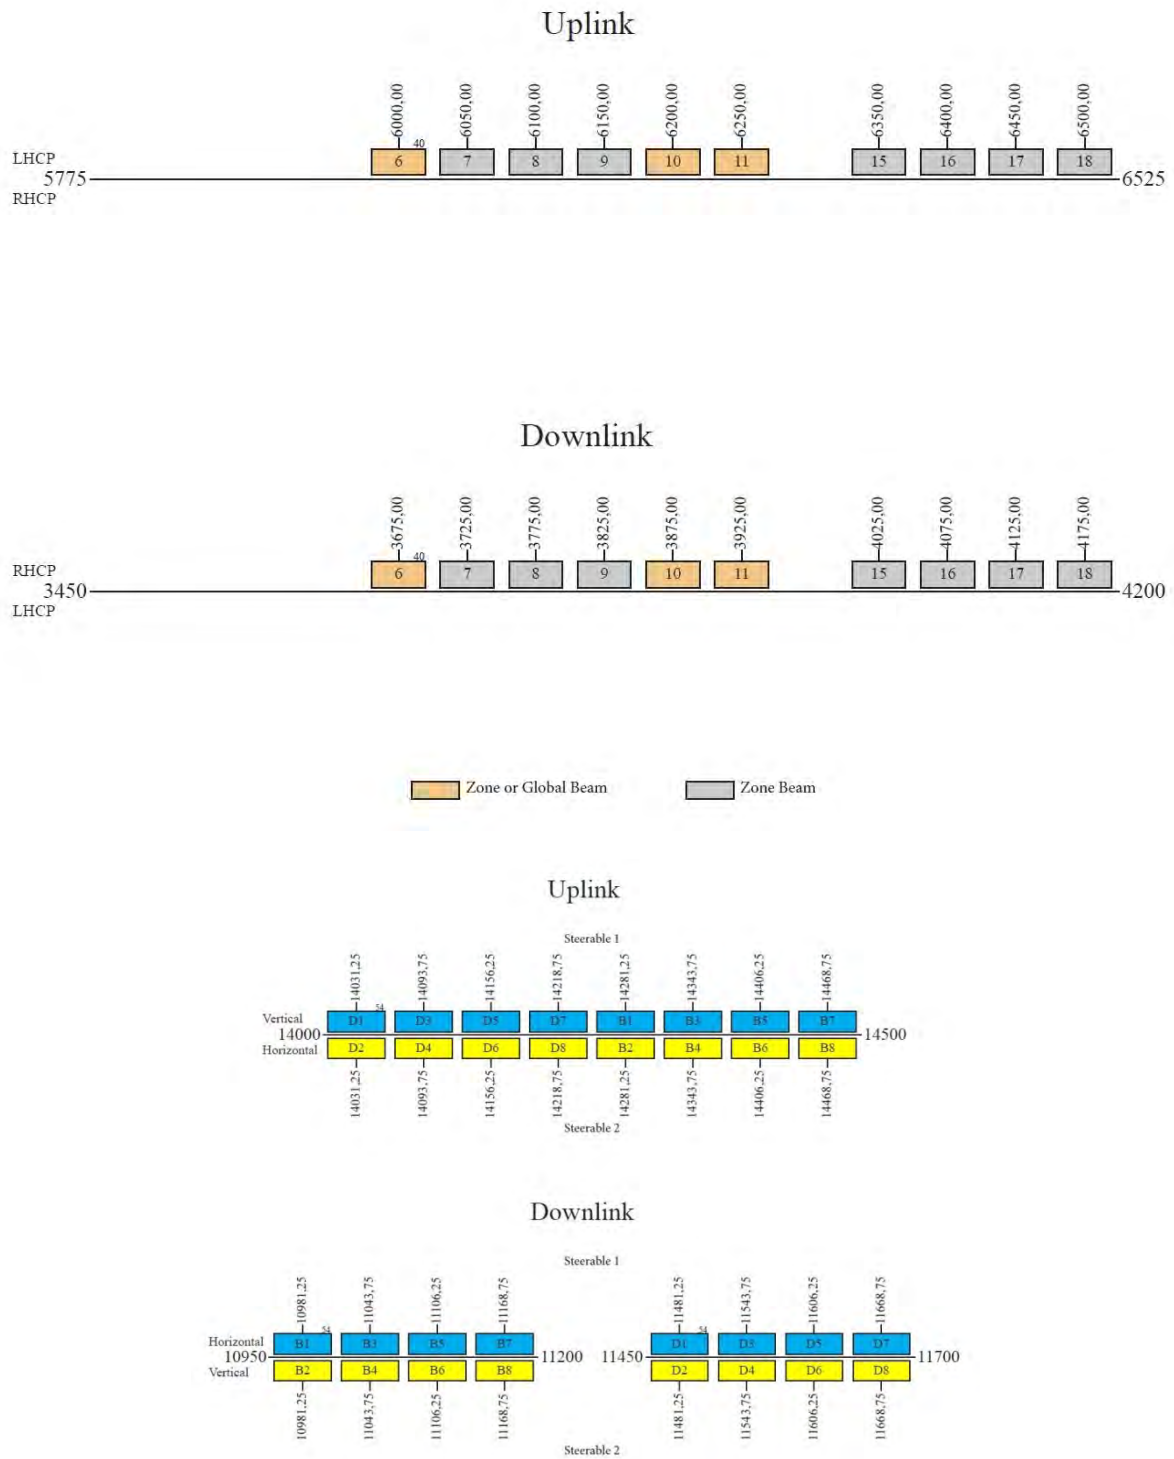 Uplink
6000,00 6050,00 6100,00 6150,00 6200,00 6250,00 6350,00 6400,00 6450,00 6500,00
40
LHCP 6 7 8 9 10 11 15 16 17 18
5775 6525
RHCP
Downlink
3675,00 3725,00 3775,00 3825,00 3875,00 3925,00 4025,00 4075,00 4125,00 4175,00
40
RHCP 6 7 8 9 10 11 15 16 17 18
3450 4200
LHCP
Zone or Global Beam Zone Beam
Uplink
Steerable 1
14031,25 14093,75 14156,25 14218,75 14281,25 14343,75 14406,25 14468,75
54
Vertical D1 D3 D5 D7 B1 B3 B5 B7
14000 14500
Horizontal D2 D4 D6 D8 B2 B4 B6 B8
14031,25 14093,75 14156,25 14218,75 14281,25 14343,75 14406,25 14468,75
Steerable 2
Downlink
Steerable 1
10981,25 11043,75 11106,25 11168,75 11481,25 11543,75 11606,25 11668,75
54 54
Horizontal B1 B3 B5 B7 D1 D3 D5 D7
10950 11200 11450 11700
Vertical B2 B4 B6 B8 D2 D4 D6 D8
10981,25 11043,75 11106,25 11168,75 11481,25 11543,75 11606,25 11668,75
Steerable 2